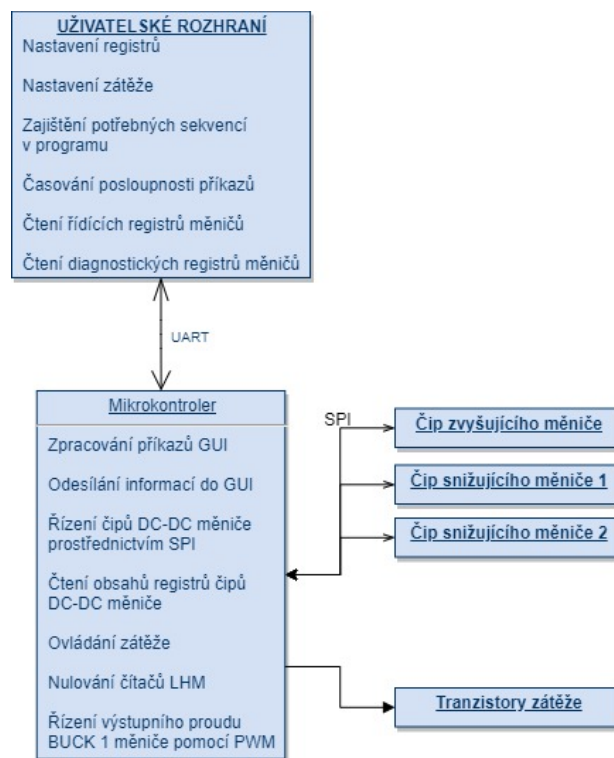 UŽIVATELSKÉ ROZHRANÍ
Nastavení registrů
Nastavení zátěže
Zajištění potřebných sekvencí
v programu
Časování posloupnosti příkazů
Čtení řídících registrů měničů
Čtení diagnostických registrů měničů
UART
Mikrokontroler
Zpracování příkazů GUI
Odesílání informací do GUI
Řízení čipů DC-DC měniče
prostřednictvím SPI
Čtení obsahů registrů čipů
DC-DC měniče
Ovládání zátěže
Nulování čítačů LHM
Řízení výstupního proudu
BUCK 1 měniče pomocí PWM
SPI
Čip zvyšujícího měniče
Čip snižujícího měniče 1
Čip snižujícího měniče 2
Tranzistory zátěže